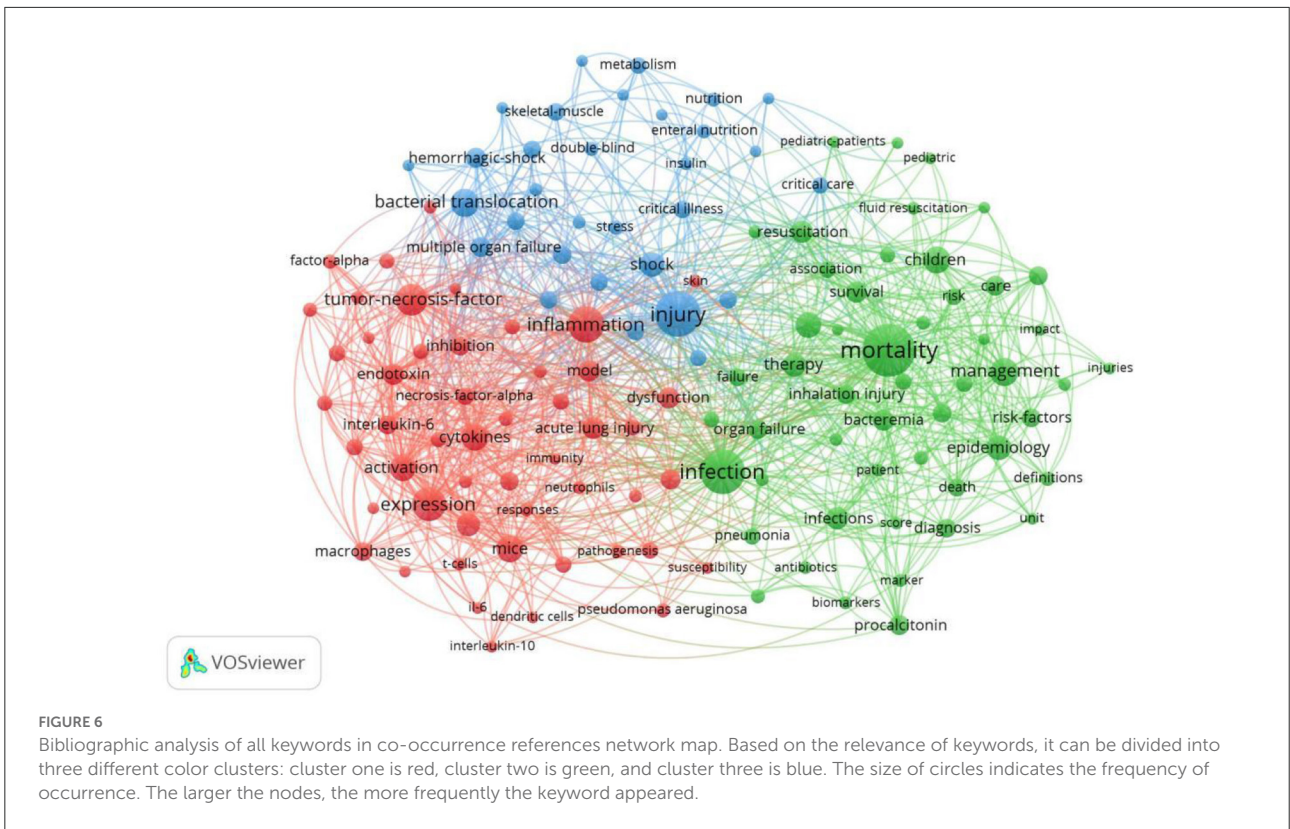 metabolism
skeletal-muscle
nutrition
enteral nutrition
double-blind
hemorrhagic-shock
insulin
pediatric-patients
pediatric
critical care
bacterial translocation
critical illness
fluid resuscitation
stress
resuscitation
multiple organ failure
factor-alpha
shock
association
children
skin
survival
risk
care
tumor-necrosis-factor
injury
inflammation
impact
inhibition
mortality
endotoxin
model
failure
therapy
management
injuries
necrosis-factor-alpha
dysfunction
inhalation injury
interleukin-6
cytokines
acute lung injury
organ failure
bacteremia
risk-factors
epidemiology
activation
immunity
infection
patient
definitions
neutrophils
death
expression
responses
infections
score
diagnosis
unit
macrophages
mice
pathogenesis
pneumonia
t-cells
susceptibility
antibiotics
marker
il-6
dendritic cells
pseudomonas aeruginosa
biomarkers
procalcitonin
interleukin-10
VOSviewer
FIGURE 6
Bibliographic analysis of all keywords in co-occurrence references network map. Based on the relevance of keywords, it can be divided into
three different color clusters: cluster one is red, cluster two is green, and cluster three is blue. The size of circles indicates the frequency of
occurrence. The larger the nodes, the more frequently the keyword appeared.